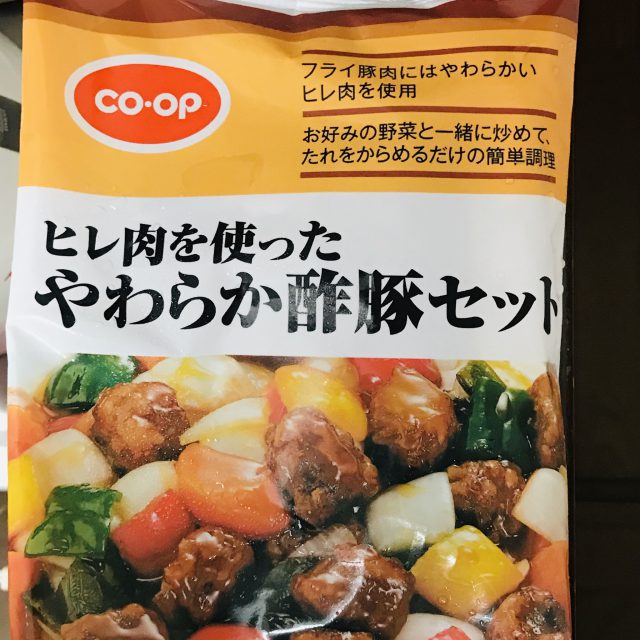 CO·OP
フライ豚肉にはやわらかい
ヒレ肉を使用
お好みの野菜と一緒に炒めて、
たれをからめるだけの簡単調理
ヒレ肉を使った
やわらか酢豚セット